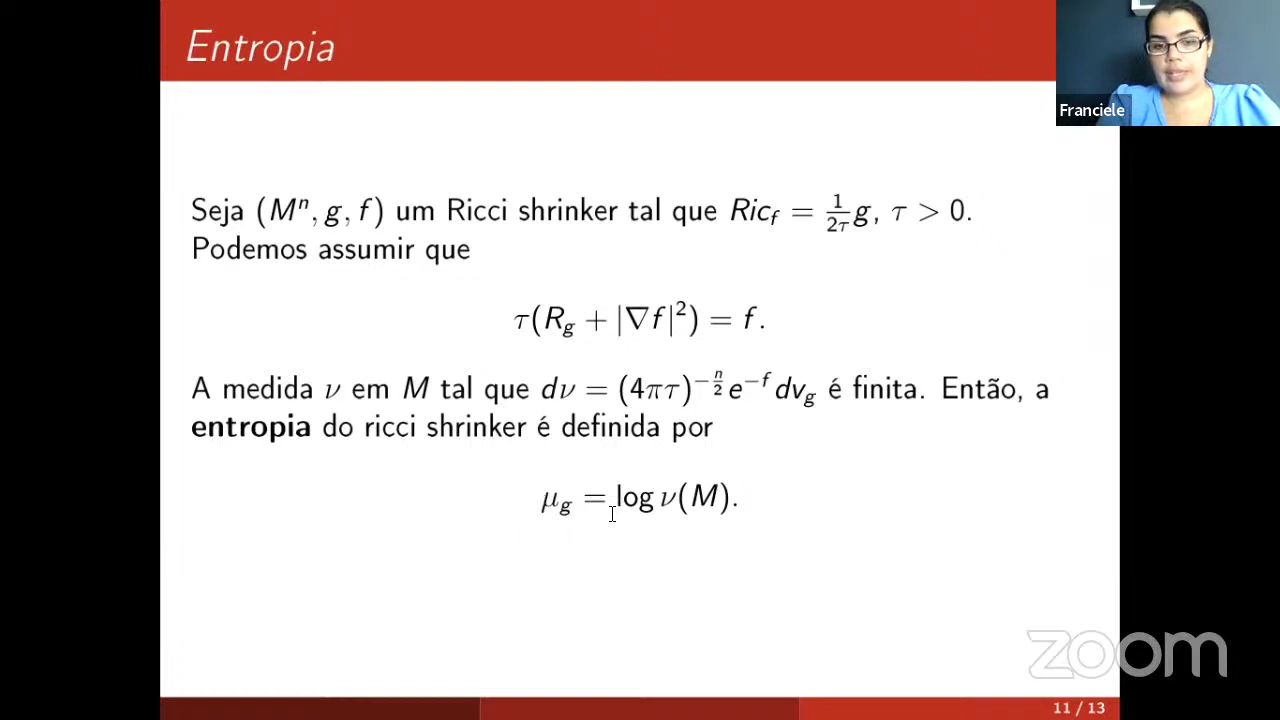 Entropia
Franciele
Seja (Mⁿ, g, f) um Ricci shrinker tal que Ric_f = \frac{1}{2τ}g, τ > 0.
Podemos assumir que
τ(R_g + |∇f|²) = f.
A medida ν em M tal que dν = (4πτ)^{-\frac{n}{2}} e^{-f} dv_g é finita. Então, a
entropia do ricci shrinker é definida por
μ_g = log ν(M).
zoom
11 / 13